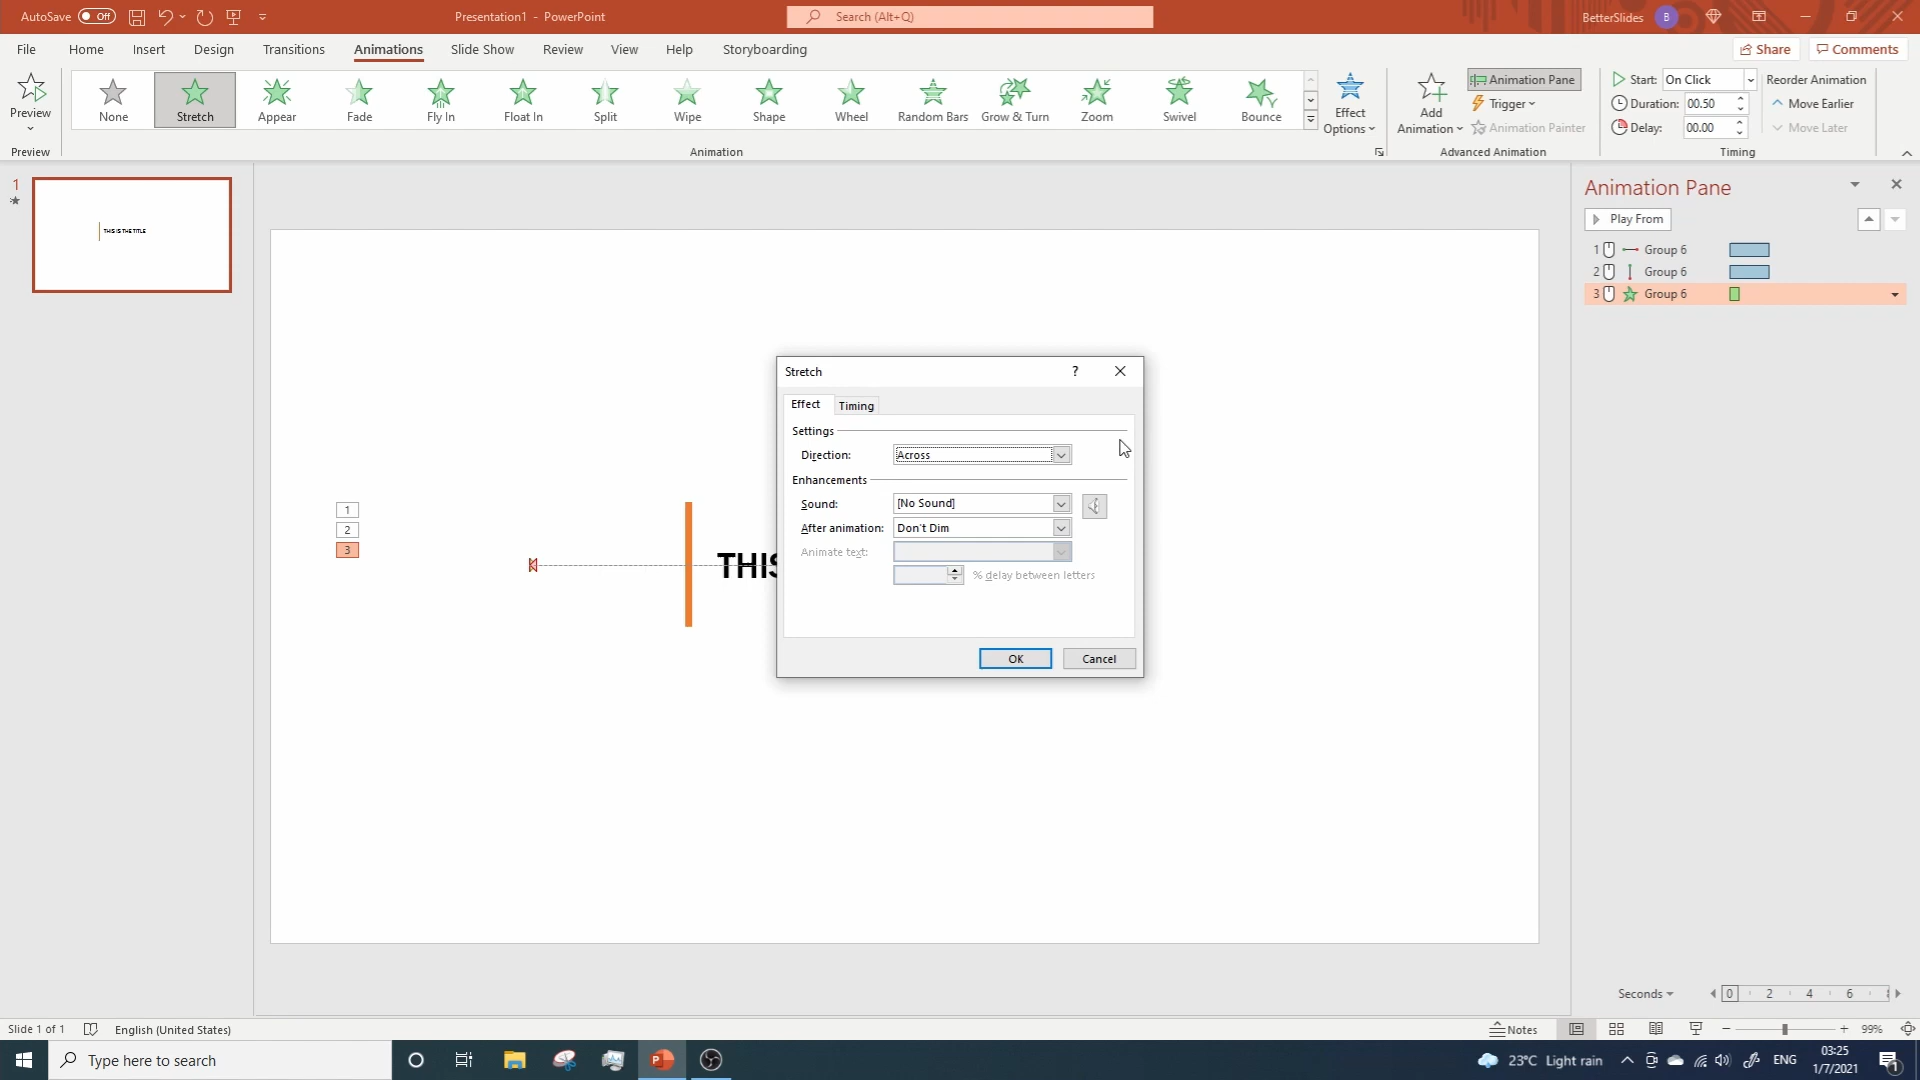 AutoSave Off Presentation1 - PowerPoint Search (Alt+Q) BetterSlides B
File Home Insert Design Transitions Animations Slide Show Review View Help Storyboarding Share Comments
Preview
None Stretch Appear Fade Fly In Float In Split Wipe Shape Wheel Random Bars Grow & Turn Zoom Swivel Bounce
Effect Options
Add Animation
Animation Pane
Trigger
Animation Painter
Start: On Click
Duration: 00.50
Delay: 00.00
Reorder Animation
Move Earlier
Move Later
Preview Animation Advanced Animation Timing
1
THIS IS THE TITLE
Animation Pane
Play From
1 Group 6
2 Group 6
3 Group 6
1
2
3
THIS
Stretch ?
Effect Timing
Settings
Direction: Across
Enhancements
Sound: [No Sound]
After animation: Don't Dim
Animate text:
% delay between letters
OK Cancel
Seconds 0 2 4 6
Slide 1 of 1 English (United States) Notes 99%
Type here to search
P
23°C Light rain ENG
03:25
1/7/2021
1